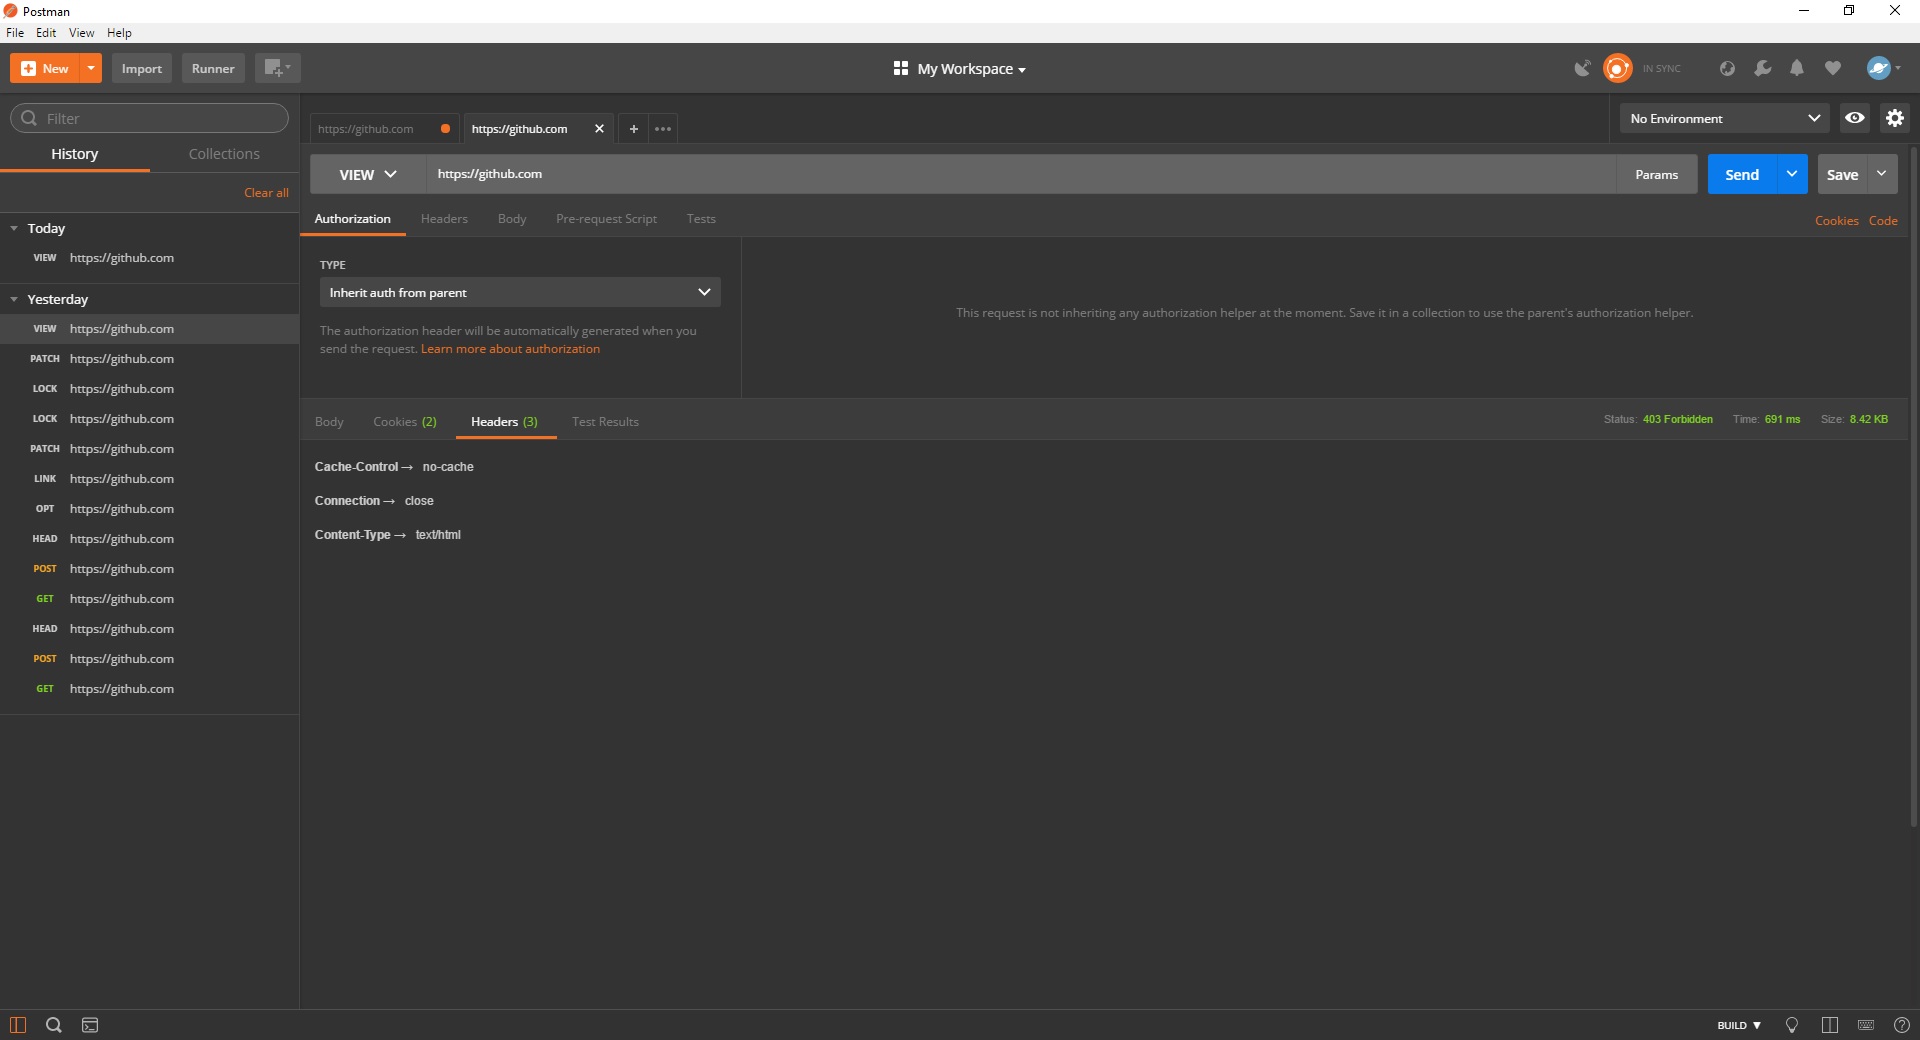 Postman
File Edit View Help
New Import Runner My Workspace IN SYNC
Filter
History Collections
Clear all
Today
VIEW https://github.com
Yesterday
VIEW https://github.com
PATCH https://github.com
LOCK https://github.com
LOCK https://github.com
PATCH https://github.com
LINK https://github.com
OPT https://github.com
HEAD https://github.com
POST https://github.com
GET https://github.com
HEAD https://github.com
POST https://github.com
GET https://github.com
https://github.com https://github.com No Environment
VIEW https://github.com Params Send Save
Authorization Headers Body Pre-request Script Tests Cookies Code
TYPE
Inherit auth from parent
The authorization header will be automatically generated when you
send the request. Learn more about authorization
This request is not inheriting any authorization helper at the moment. Save it in a collection to use the parent's authorization helper.
Body Cookies (2) Headers (3) Test Results Status: 403 Forbidden Time: 691 ms Size: 8.42 KB
Cache-Control → no-cache
Connection → close
Content-Type → text/html
BUILD